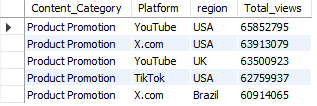 Content_Category Platform region Total_views
Product Promotion YouTube USA 65852795
Product Promotion X.com USA 63913079
Product Promotion YouTube UK 63500923
Product Promotion TikTok USA 62759937
Product Promotion X.com Brazil 60914065